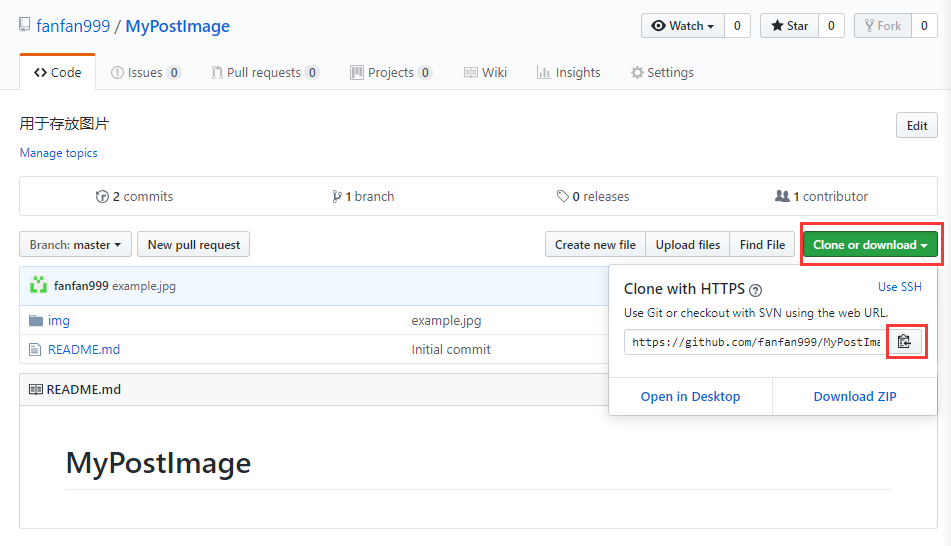 fanfan999 / MyPostImage
Watch 0 Star 0 Fork 0
Code Issues 0 Pull requests 0 Projects 0 Wiki Insights Settings
用于存放图片
Edit
Manage topics
2 commits 1 branch 0 releases 1 contributor
Branch: master New pull request Create new file Upload files Find File Clone or download
fanfan999 example.jpg
Clone with HTTPS ? Use SSH
Use Git or checkout with SVN using the web URL.
https://github.com/fanfan999/MyPostIma
Open in Desktop Download ZIP
img example.jpg
README.md Initial commit
README.md
MyPostImage